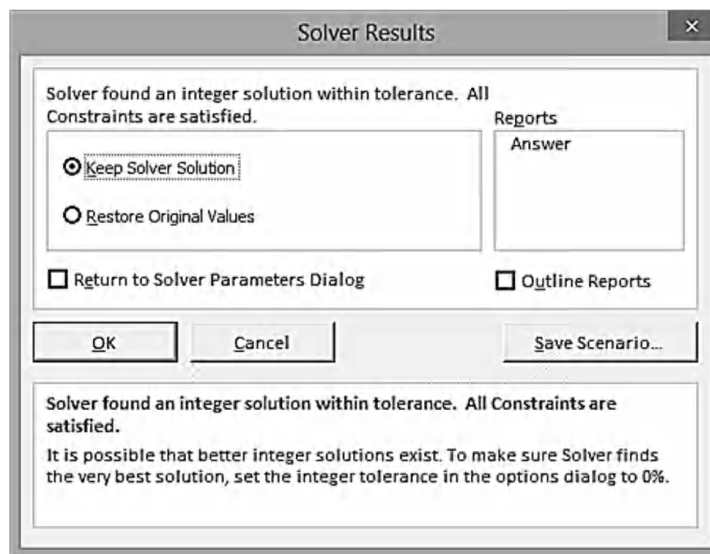 Solver Results
Solver found an integer solution within tolerance. All
Constraints are satisfied.
Reports
Answer
Keep Solver Solution
Restore Original Values
Return to Solver Parameters Dialog
Outline Reports
OK
Cancel
Save Scenario...
Solver found an integer solution within tolerance. All Constraints are
satisfied.
It is possible that better integer solutions exist. To make sure Solver finds
the very best solution, set the integer tolerance in the options dialog to 0%.